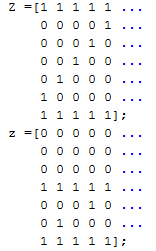 Z =[1 1 1 1 1 ...
0 0 0 0 1 ...
0 0 0 1 0 ...
0 0 1 0 0 ...
0 1 0 0 0 ...
1 0 0 0 0 ...
1 1 1 1 1];
z =[0 0 0 0 0 ...
0 0 0 0 0 ...
0 0 0 0 0 ...
1 1 1 1 1 ...
0 0 0 1 0 ...
0 1 0 0 0 ...
1 1 1 1 1];